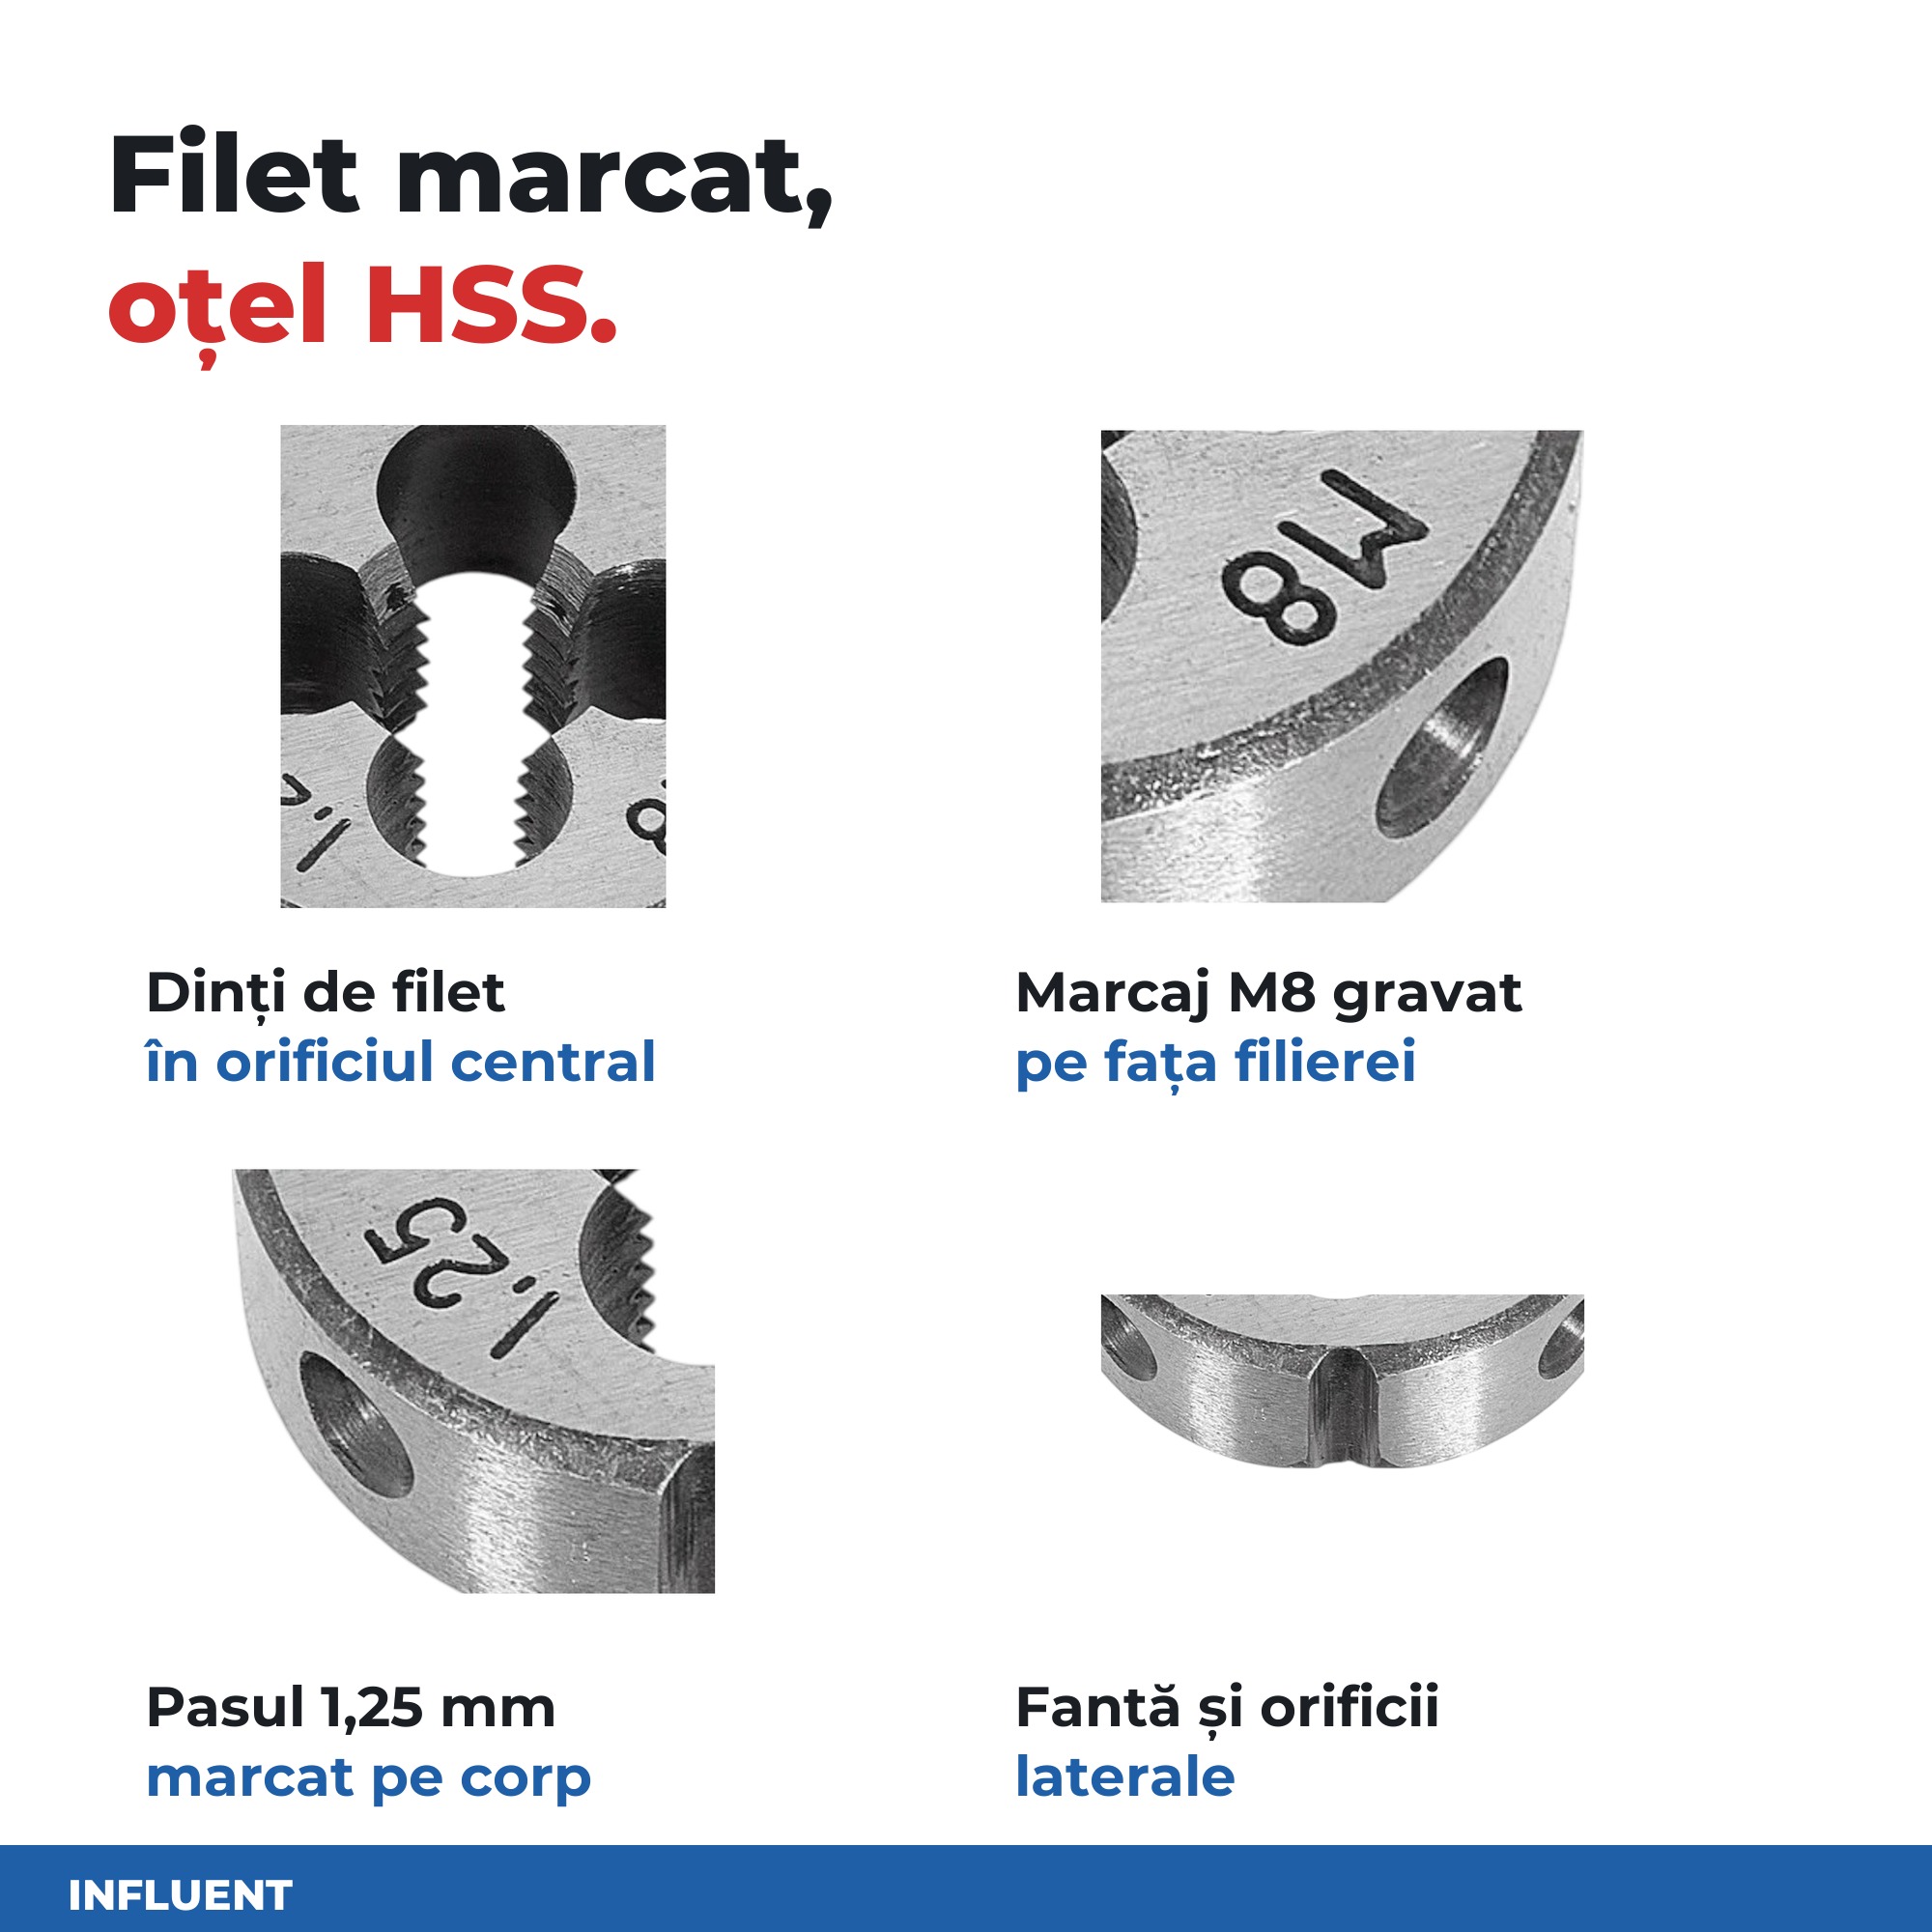 Filet marcat,
oțel HSS.
M8
Dinți de filet
în orificiul central
Marcaj M8 gravat
pe fața filierei
1.25
Pasul 1,25 mm
marcat pe corp
Fantă și orificii
laterale
INFLUENT